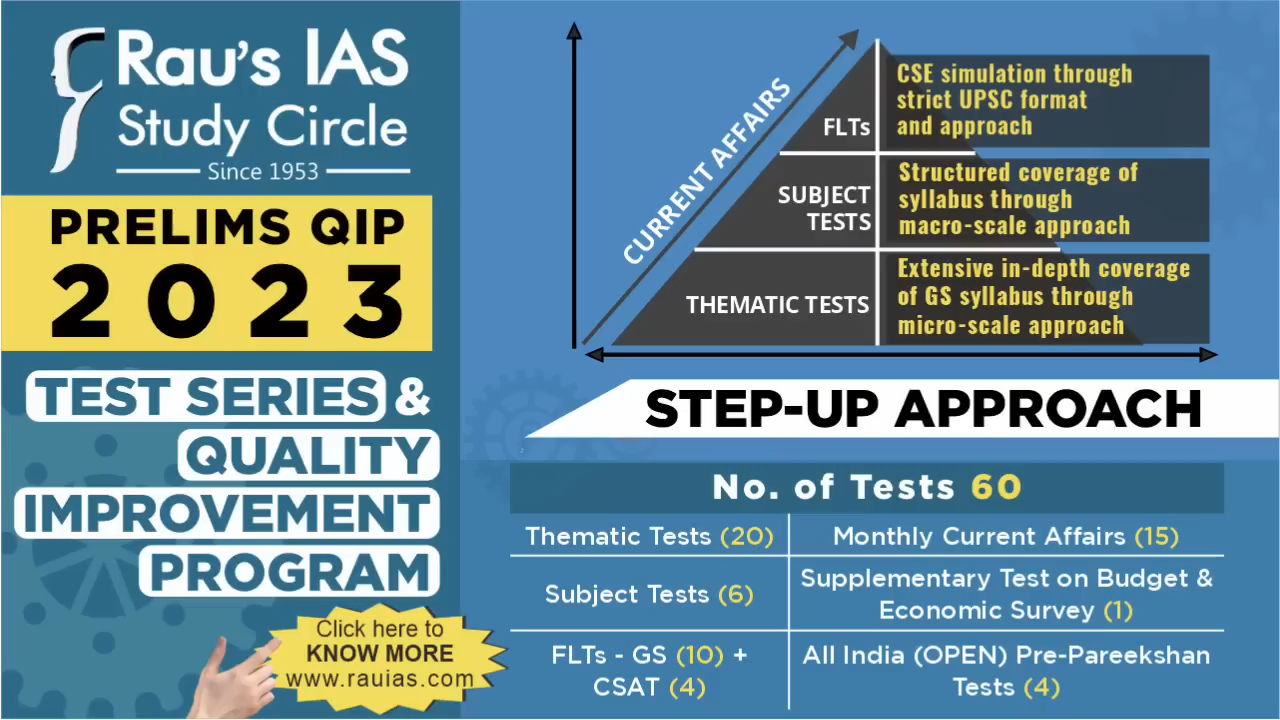 Rau's IAS
Study Circle
Since 1953
PRELIMS QIP
2023
TEST SERIES &
QUALITY
IMPROVEMENT
PROGRAM
Click here to
KNOW MORE
www.rauias.com
CURRENT AFFAIRS
FLTs
CSE simulation through
strict UPSC format
and approach
SUBJECT
TESTS
Structured coverage of
syllabus through
macro-scale approach
THEMATIC TESTS
Extensive in-depth coverage
of GS syllabus through
micro-scale approach
STEP-UP APPROACH
No. of Tests 60
Thematic Tests (20)
Monthly Current Affairs (15)
Subject Tests (6)
Supplementary Test on Budget &
Economic Survey (1)
FLTs - GS (10) +
CSAT (4)
All India (OPEN) Pre-Pareekshan
Tests (4)